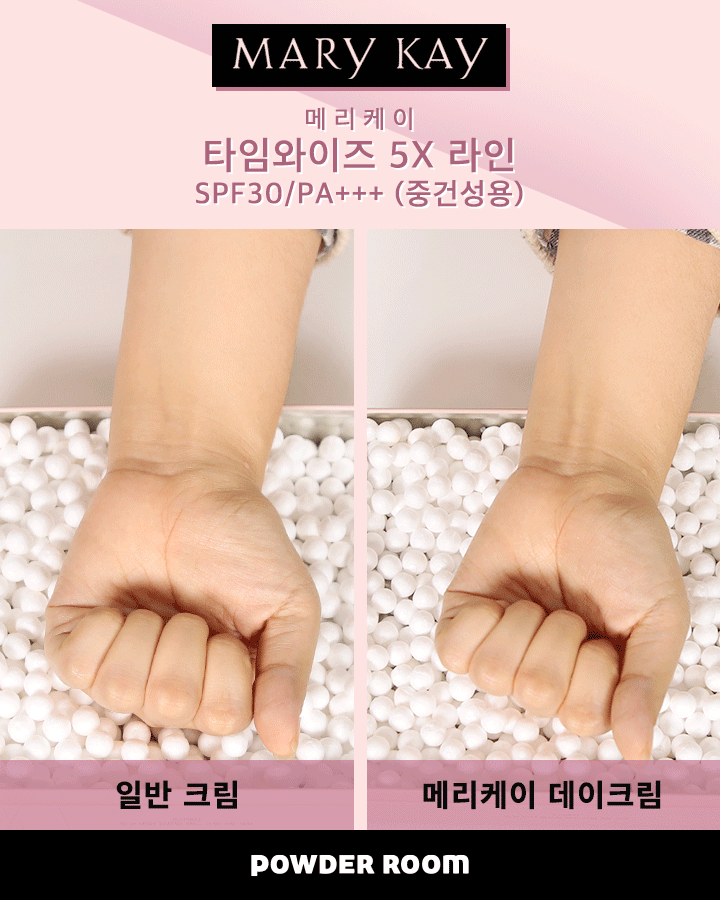 MARY KAY
메리케이
타임와이즈 5X 라인
SPF30/PA+++ (중건성용)
일반 크림
메리케이 데이크림
POWDER ROOM